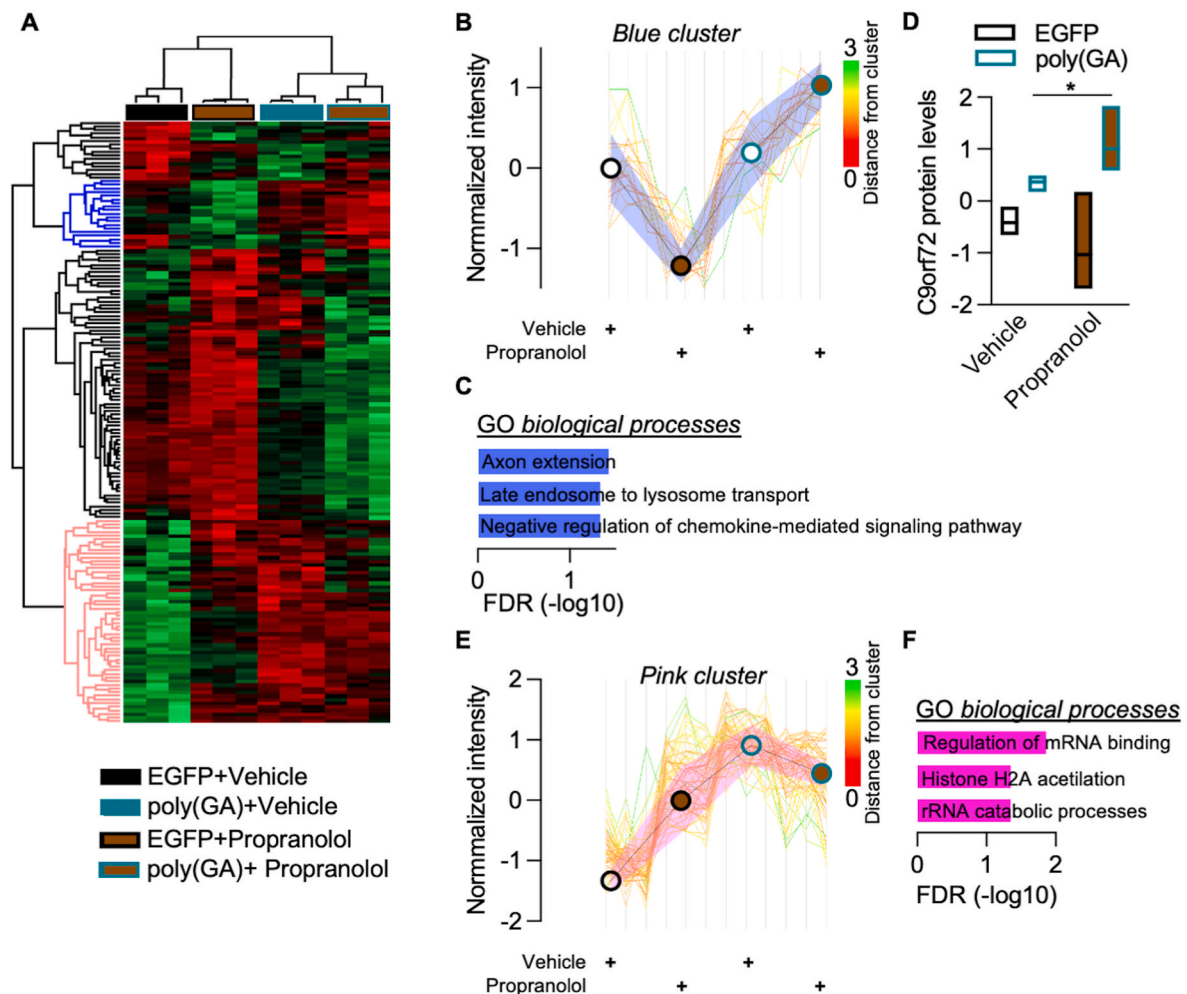 A
EGFP+Vehicle
poly(GA)+Vehicle
EGFP+Propranolol
poly(GA)+ Propranolol
B
Blue cluster
Nommalized intensity
1
0
-1
3
0
Distance from cluster
Vehicle + +
Propranolol + +
C
GO biological processes
Axon extension
Late endosome to lysosome transport
Negative regulation of chemokine-mediated signaling pathway
0 1
FDR (-log10)
D
EGFP
poly(GA)
*
C9orf72 protein levels
2
1
0
-1
-2
Vehicle
Propranolol
E
Pink cluster
Nommalized intensity
2
1
0
-1
-2
3
0
Distance from cluster
Vehicle + +
Propranolol + +
F
GO biological processes
Regulation of mRNA binding
Histone H2A acetilation
rRNA catabolic processes
0 1 2
FDR (-log10)